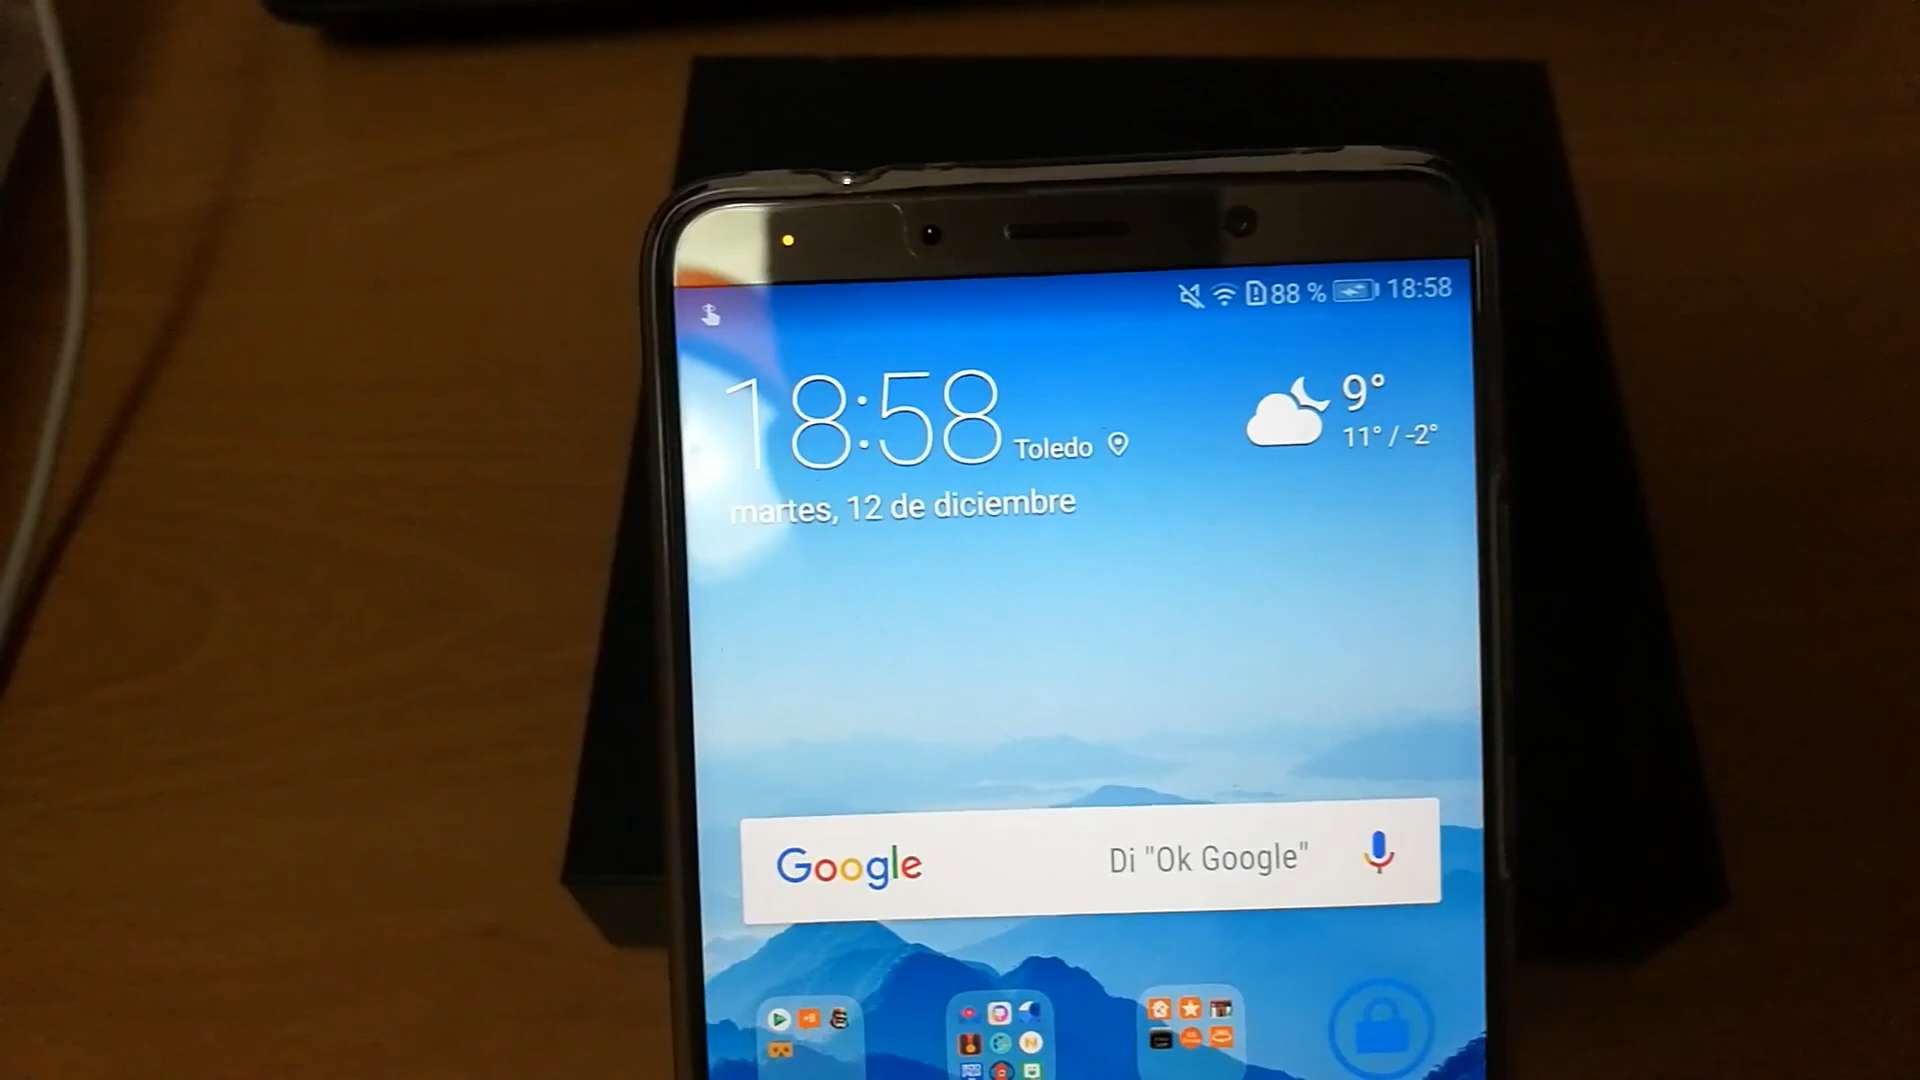 88 % 18:58
18:58 Toledo
9°
11° / -2°
martes, 12 de diciembre
Google Di "Ok Google"